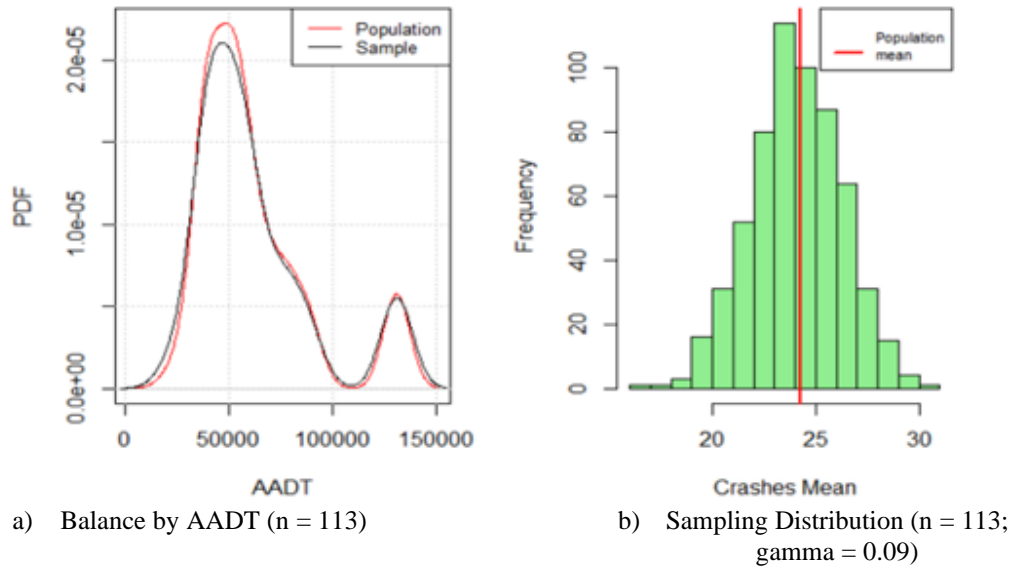 Population
Sample
PDF
0.0e+00 1.0e-05 2.0e-05
0 50000 100000 150000
AADT
a) Balance by AADT (n = 113)
Population
mean
Frequency
0 20 40 60 80 100
20 25 30
Crashes Mean
b) Sampling Distribution (n = 113;
gamma = 0.09)